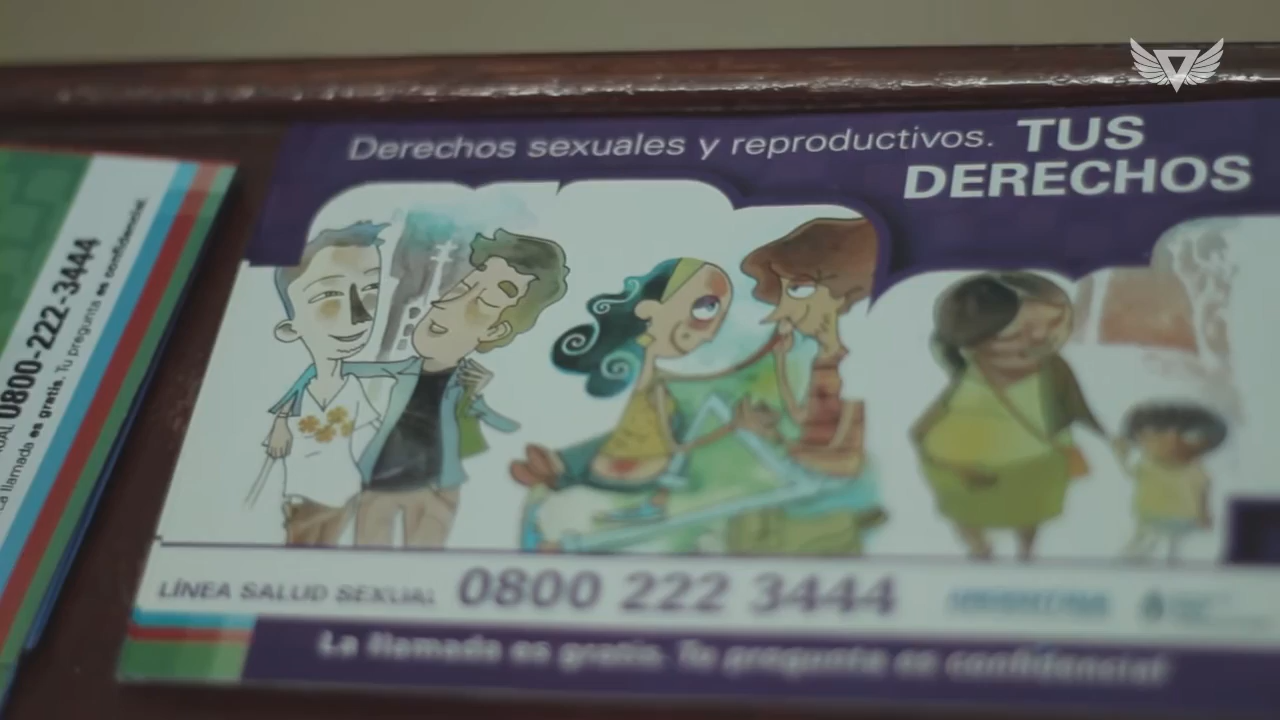 Derechos sexuales y reproductivos. TUS
DERECHOS
LÍNEA SALUD SEXUAL 0800 222 3444
La llamada es gratis. Tu pregunta es confidencial
0800-222-3444
llamada es gratis. Tu pregunta es confidencial